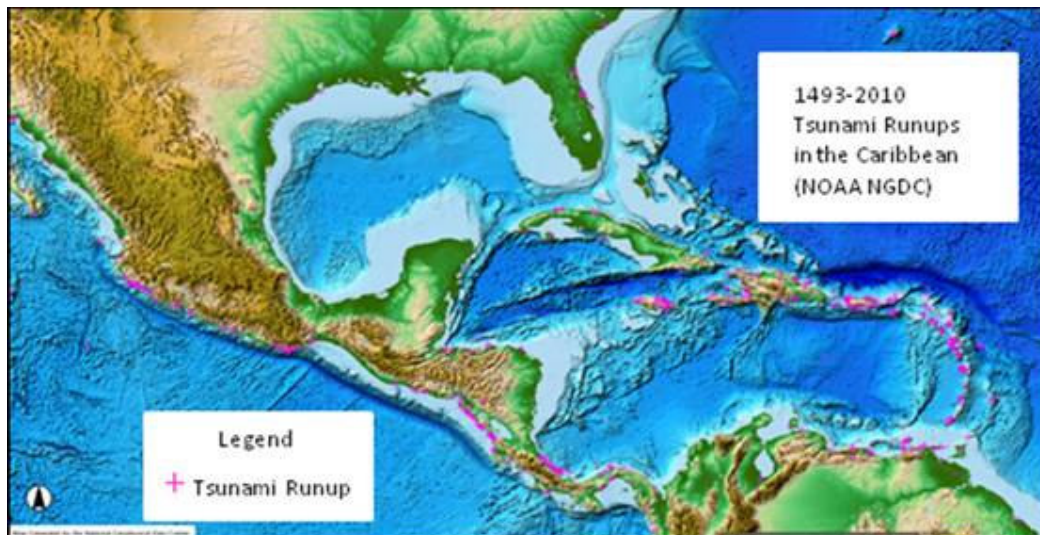 1493-2010
Tsunami Runups
in the Caribbean
(NOAA NGDC)
Legend
Tsunami Runup